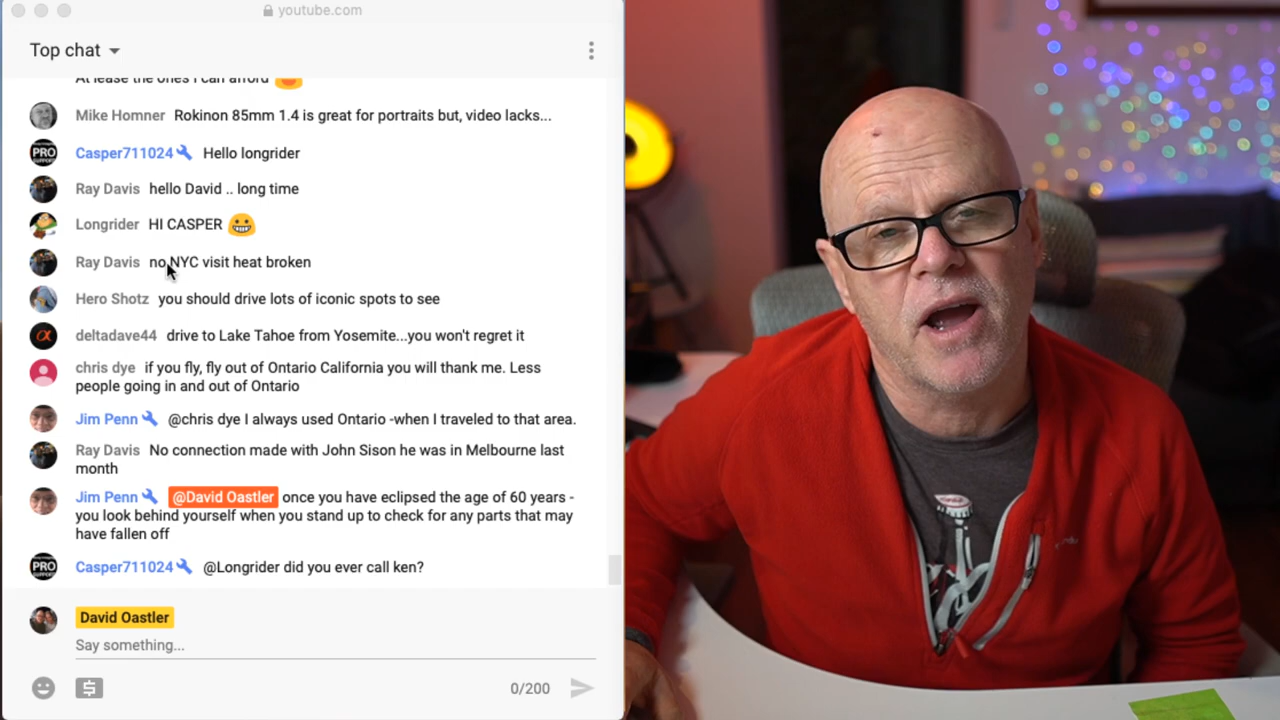 youtube.com
Top chat
At lease the ones I can afford
Mike Homner Rokinon 85mm 1.4 is great for portraits but, video lacks...
PRO
Casper711024 Hello longrider
Ray Davis hello David .. long time
Longrider HI CASPER
Ray Davis no NYC visit heat broken
Hero Shotz you should drive lots of iconic spots to see
deltadave44 drive to Lake Tahoe from Yosemite...you won't regret it
chris dye if you fly, fly out of Ontario California you will thank me. Less
people going in and out of Ontario
Jim Penn @chris dye I always used Ontario -when I traveled to that area.
Ray Davis No connection made with John Sison he was in Melbourne last
month
Jim Penn @David Oastler once you have eclipsed the age of 60 years -
you look behind yourself when you stand up to check for any parts that may
have fallen off
PRO
Casper711024 @Longrider did you ever call ken?
David Oastler
Say something...
0/200